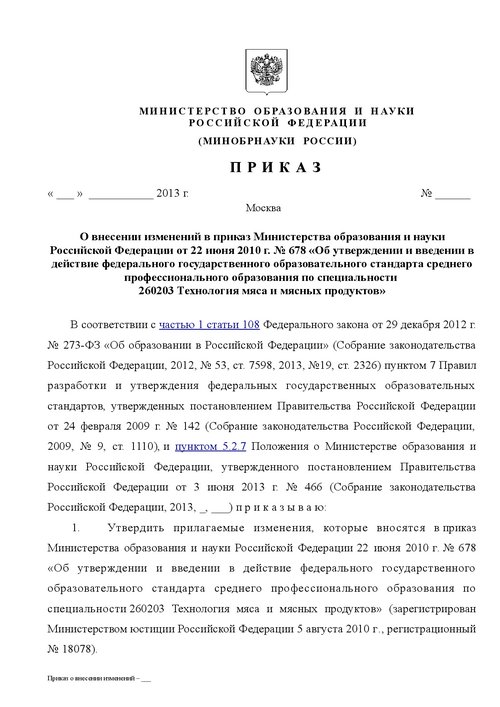 МИНИСТЕРСТВО ОБРАЗОВАНИЯ И НАУКИ
РОССИЙСКОЙ ФЕДЕРАЦИИ
(МИНОБРНАУКИ РОССИИ)
ПРИКАЗ
« ___ » ___________ 2013 г. № ______
Москва
О внесении изменений в приказ Министерства образования и науки
Российской Федерации от 22 июня 2010 г. № 678 «Об утверждении и введении в
действие федерального государственного образовательного стандарта среднего
профессионального образования по специальности
260203 Технология мяса и мясных продуктов»
В соответствии с частью 1 статьи 108 Федерального закона от 29 декабря 2012 г.
№ 273-ФЗ «Об образовании в Российской Федерации» (Собрание законодательства
Российской Федерации, 2012, № 53, ст. 7598, 2013, №19, ст. 2326) пунктом 7 Правил
разработки и утверждения федеральных государственных образовательных
стандартов, утвержденных постановлением Правительства Российской Федерации
от 24 февраля 2009 г. № 142 (Собрание законодательства Российской Федерации,
2009, № 9, ст. 1110), и пунктом 5.2.7 Положения о Министерстве образования и
науки Российской Федерации, утвержденного постановлением Правительства
Российской Федерации от 3 июня 2013 г. № 466 (Собрание законодательства
Российской Федерации, 2013, _, ___) п р и к а з ы в а ю:
1. Утвердить прилагаемые изменения, которые вносятся в приказ
Министерства образования и науки Российской Федерации 22 июня 2010 г. № 678
«Об утверждении и введении в действие федерального государственного
образовательного стандарта среднего профессионального образования по
специальности 260203 Технология мяса и мясных продуктов» (зарегистрирован
Министерством юстиции Российской Федерации 5 августа 2010 г., регистрационный
№ 18078).
Приказ о внесении изменений – ___